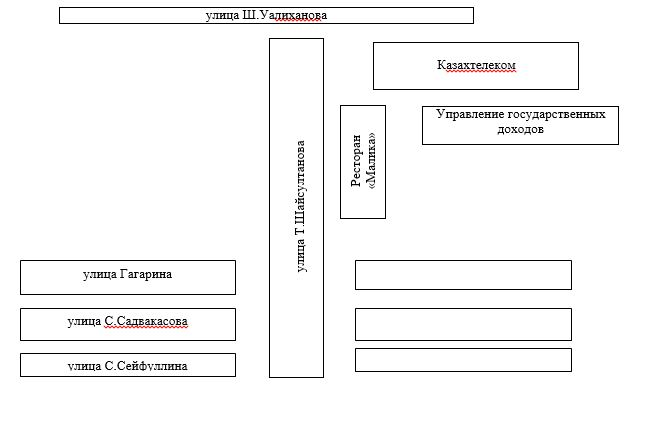 улица Ш.Уалиханова
Казахтелеком
Управление государственных
доходов
Ресторан
«Малика»
улица Т.Шайсултанова
улица Гагарина
улица С.Садвакасова
улица С.Сейфуллина